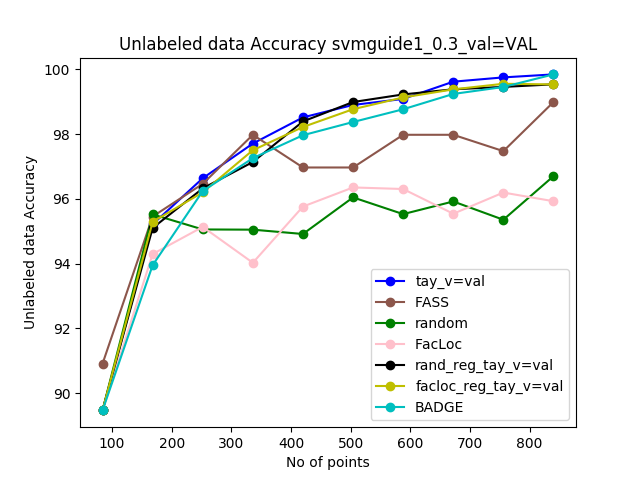 Unlabeled data Accuracy svmguide1_0.3_val=VAL
Unlabeled data Accuracy
100
98
96
94
92
90
tay_v=val
FASS
random
FacLoc
rand_reg_tay_v=val
facloc_reg_tay_v=val
BADGE
100 200 300 400 500 600 700 800
No of points